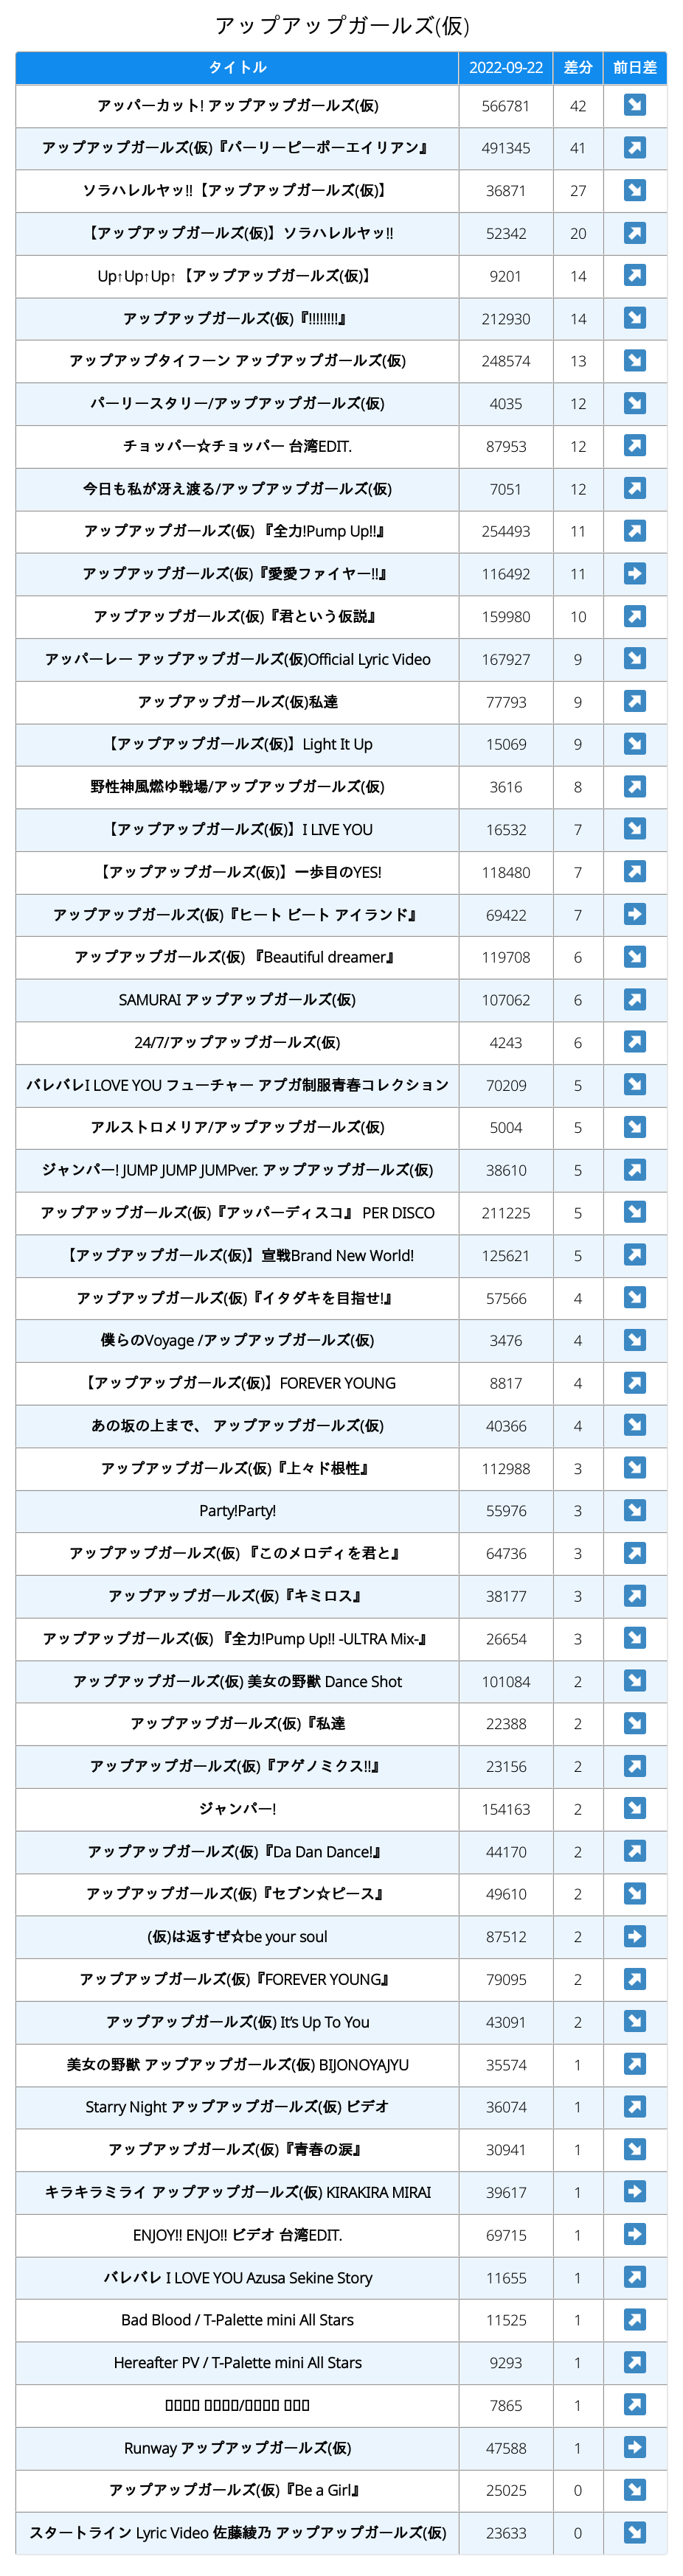 アップアップガールズ(仮)
タイトル 2022-09-22 差分 前日差
アッパーカット! アップアップガールズ(仮) 566781 42 ↘
アップアップガールズ(仮)『パーリーピーポーエイリアン』 491345 41 ↗
ソラハレルヤッ!!【アップアップガールズ(仮)】 36871 27 ↘
【アップアップガールズ(仮)】ソラハレルヤッ!! 52342 20 ↗
Up↑Up↑Up↑【アップアップガールズ(仮)】 9201 14 ↗
アップアップガールズ(仮)『!!!!!!!!』 212930 14 ↘
アップアップタイフーン アップアップガールズ(仮) 248574 13 ↘
パーリースタリー/アップアップガールズ(仮) 4035 12 ↘
チョッパー☆チョッパー 台湾EDIT. 87953 12 ↗
今日も私が冴え渡る/アップアップガールズ(仮) 7051 12 ↗
アップアップガールズ(仮) 『全力!Pump Up!!』 254493 11 ↗
アップアップガールズ(仮)『愛愛ファイヤー!!』 116492 11 ➡
アップアップガールズ(仮)『君という仮説』 159980 10 ↗
アッパーレー アップアップガールズ(仮)Official Lyric Video 167927 9 ↘
アップアップガールズ(仮)私達 77793 9 ↗
【アップアップガールズ(仮)】Light It Up 15069 9 ↘
野性神風燃ゆ戦場/アップアップガールズ(仮) 3616 8 ↗
【アップアップガールズ(仮)】I LIVE YOU 16532 7 ↘
【アップアップガールズ(仮)】一歩目のYES! 118480 7 ↗
アップアップガールズ(仮)『ヒート ビート アイランド』 69422 7 ➡
アップアップガールズ(仮) 『Beautiful dreamer』 119708 6 ↘
SAMURAI アップアップガールズ(仮) 107062 6 ↗
24/7/アップアップガールズ(仮) 4243 6 ↗
バレバレI LOVE YOU フューチャー アプガ制服青春コレクション 70209 5 ↘
アルストロメリア/アップアップガールズ(仮) 5004 5 ↘
ジャンパー! JUMP JUMP JUMPver. アップアップガールズ(仮) 38610 5 ↗
アップアップガールズ(仮)『アッパーディスコ』 PER DISCO 211225 5 ↘
【アップアップガールズ(仮)】宣戦Brand New World! 125621 5 ↗
アップアップガールズ(仮)『イタダキを目指せ!』 57566 4 ↘
僕らのVoyage /アップアップガールズ(仮) 3476 4 ↘
【アップアップガールズ(仮)】FOREVER YOUNG 8817 4 ↗
あの坂の上まで、 アップアップガールズ(仮) 40366 4 ↘
アップアップガールズ(仮)『上々ド根性』 112988 3 ↘
Party!Party! 55976 3 ↘
アップアップガールズ(仮) 『このメロディを君と』 64736 3 ↗
アップアップガールズ(仮)『キミロス』 38177 3 ↗
アップアップガールズ(仮) 『全力!Pump Up!! -ULTRA Mix-』 26654 3 ↘
アップアップガールズ(仮) 美女の野獣 Dance Shot 101084 2 ↘
アップアップガールズ(仮)『私達 22388 2 ↘
アップアップガールズ(仮)『アゲノミクス!!』 23156 2 ↗
ジャンパー! 154163 2 ↘
アップアップガールズ(仮)『Da Dan Dance!』 44170 2 ↗
アップアップガールズ(仮)『セブン☆ピース』 49610 2 ↘
(仮)は返すぜ☆be your soul 87512 2 ➡
アップアップガールズ(仮)『FOREVER YOUNG』 79095 2 ↗
アップアップガールズ(仮) It's Up To You 43091 2 ↘
美女の野獣 アップアップガールズ(仮) BIJONOYAJYU 35574 1 ↗
Starry Night アップアップガールズ(仮) ビデオ 36074 1 ↗
アップアップガールズ(仮)『青春の涙』 30941 1 ↘
キラキラミライ アップアップガールズ(仮) KIRAKIRA MIRAI 39617 1 ➡
ENJOY!! ENJO!! ビデオ 台湾EDIT. 69715 1 ➡
バレバレ I LOVE YOU Azusa Sekine Story 11655 1 ↗
Bad Blood / T-Palette mini All Stars 11525 1 ↗
Hereafter PV / T-Palette mini All Stars 9293 1 ↗
7865 1 ↗
Runway アップアップガールズ(仮) 47588 1 ➡
アップアップガールズ(仮)『Be a Girl』 25025 0 ↘
スタートライン Lyric Video 佐藤綾乃 アップアップガールズ(仮) 23633 0 ↘